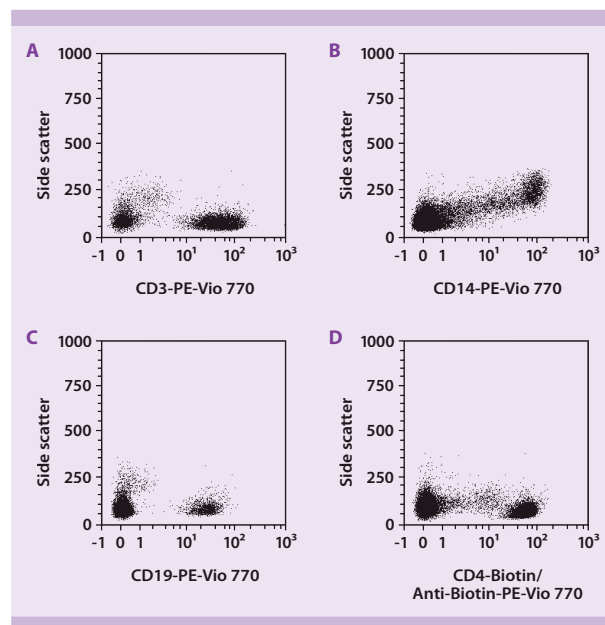 A
1000
750
500
250
0
Side scatter
-1 0 1 10¹ 10² 10³
CD3-PE-Vio 770
B
1000
750
500
250
0
Side scatter
-1 0 1 10¹ 10² 10³
CD14-PE-Vio 770
C
1000
750
500
250
0
Side scatter
-1 0 1 10¹ 10² 10³
CD19-PE-Vio 770
D
1000
750
500
250
0
Side scatter
-1 0 1 10¹ 10² 10³
CD4-Biotin/
Anti-Biotin-PE-Vio 770